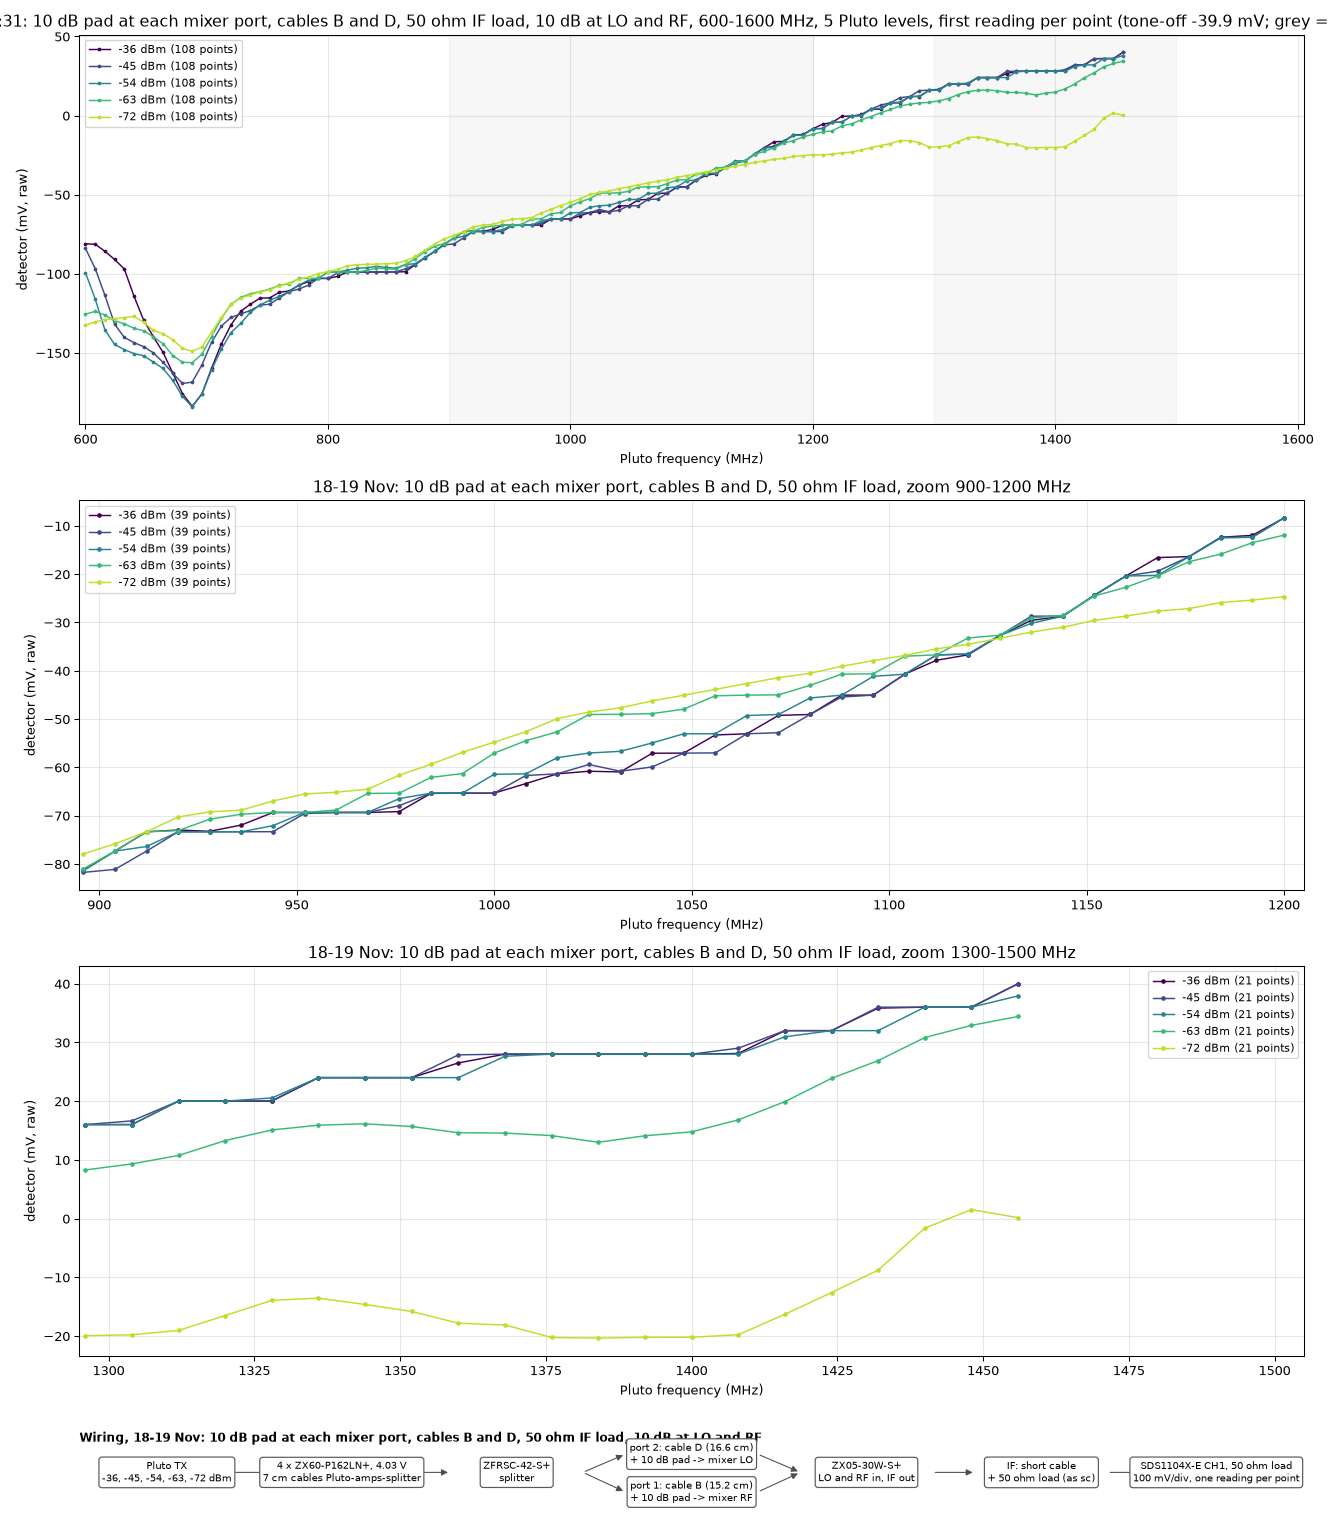 :31: 10 dB pad at each mixer port, cables B and D, 50 ohm IF load, 10 dB at LO and RF, 600-1600 MHz, 5 Pluto levels, first reading per point (tone-off -39.9 mV; grey =
-36 dBm (108 points)
-45 dBm (108 points)
-54 dBm (108 points)
-63 dBm (108 points)
-72 dBm (108 points)
detector (mV, raw)
50
0
−50
−100
−150
600
800
1000
1200
1400
1600
Pluto frequency (MHz)
18-19 Nov: 10 dB pad at each mixer port, cables B and D, 50 ohm IF load, zoom 900-1200 MHz
-36 dBm (39 points)
-45 dBm (39 points)
-54 dBm (39 points)
-63 dBm (39 points)
-72 dBm (39 points)
detector (mV, raw)
−10
−20
−30
−40
−50
−60
−70
−80
900
950
1000
1050
1100
1150
1200
Pluto frequency (MHz)
18-19 Nov: 10 dB pad at each mixer port, cables B and D, 50 ohm IF load, zoom 1300-1500 MHz
-36 dBm (21 points)
-45 dBm (21 points)
-54 dBm (21 points)
-63 dBm (21 points)
-72 dBm (21 points)
detector (mV, raw)
40
30
20
10
0
−10
−20
1300
1325
1350
1375
1400
1425
1450
1475
1500
Pluto frequency (MHz)
Wiring, 18-19 Nov: 10 dB pad at each mixer port, cables B and D, 50 ohm IF load, 10 dB at LO and RF
Pluto TX
-36, -45, -54, -63, -72 dBm
4 x ZX60-P162LN+, 4.03 V
7 cm cables Pluto-amps-splitter
ZFRSC-42-S+
splitter
port 2: cable D (16.6 cm)
+ 10 dB pad -> mixer LO
port 1: cable B (15.2 cm)
+ 10 dB pad -> mixer RF
ZX05-30W-S+
LO and RF in, IF out
IF: short cable
+ 50 ohm load (as sc)
SDS1104X-E CH1, 50 ohm load
100 mV/div, one reading per point